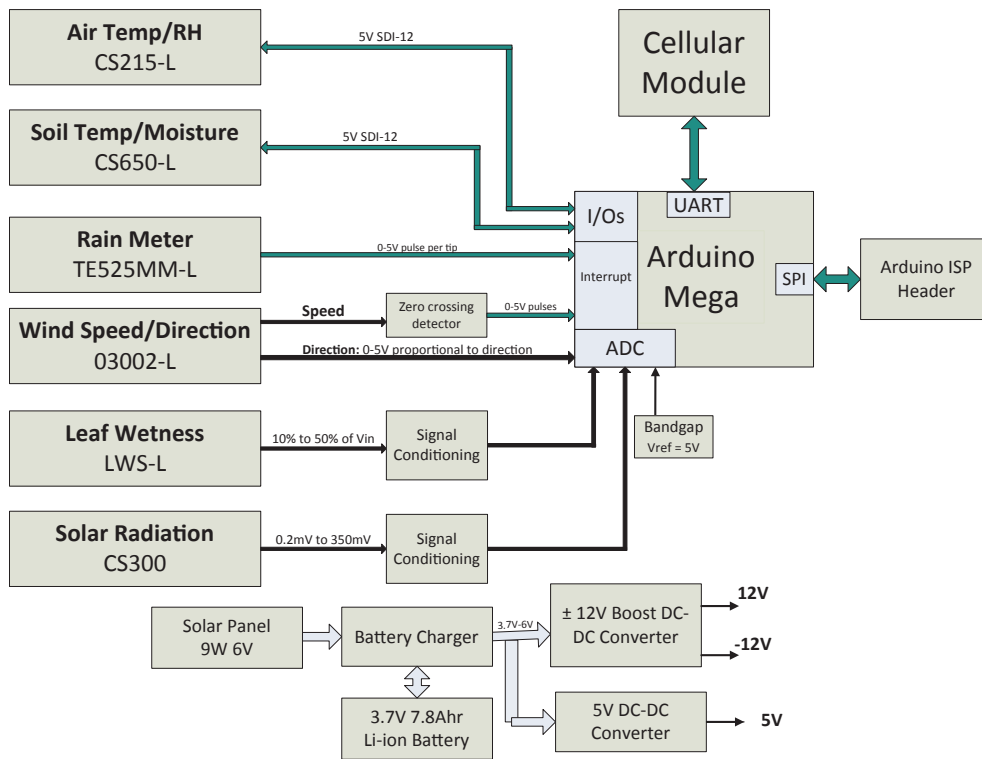 Air Temp/RH
CS215-L
5V SDI-12
Cellular
Module
Soil Temp/Moisture
CS650-L
5V SDI-12
I/Os
UART
Rain Meter
TE525MM-L
0-5V pulse per tip
Interrupt
Arduino
Mega
SPI
Arduino ISP
Header
Wind Speed/Direction
03002-L
Speed
Zero crossing
detector
0-5V pulses
Direction: 0-5V proportional to direction
ADC
Bandgap
Vref = 5V
Leaf Wetness
LWS-L
10% to 50% of Vin
Signal
Conditioning
Solar Radiation
CS300
0.2mV to 350mV
Signal
Conditioning
Solar Panel
9W 6V
Battery Charger
3.7V-6V
± 12V Boost DC-
DC Converter
12V
-12V
3.7V 7.8Ahr
Li-ion Battery
5V DC-DC
Converter
5V